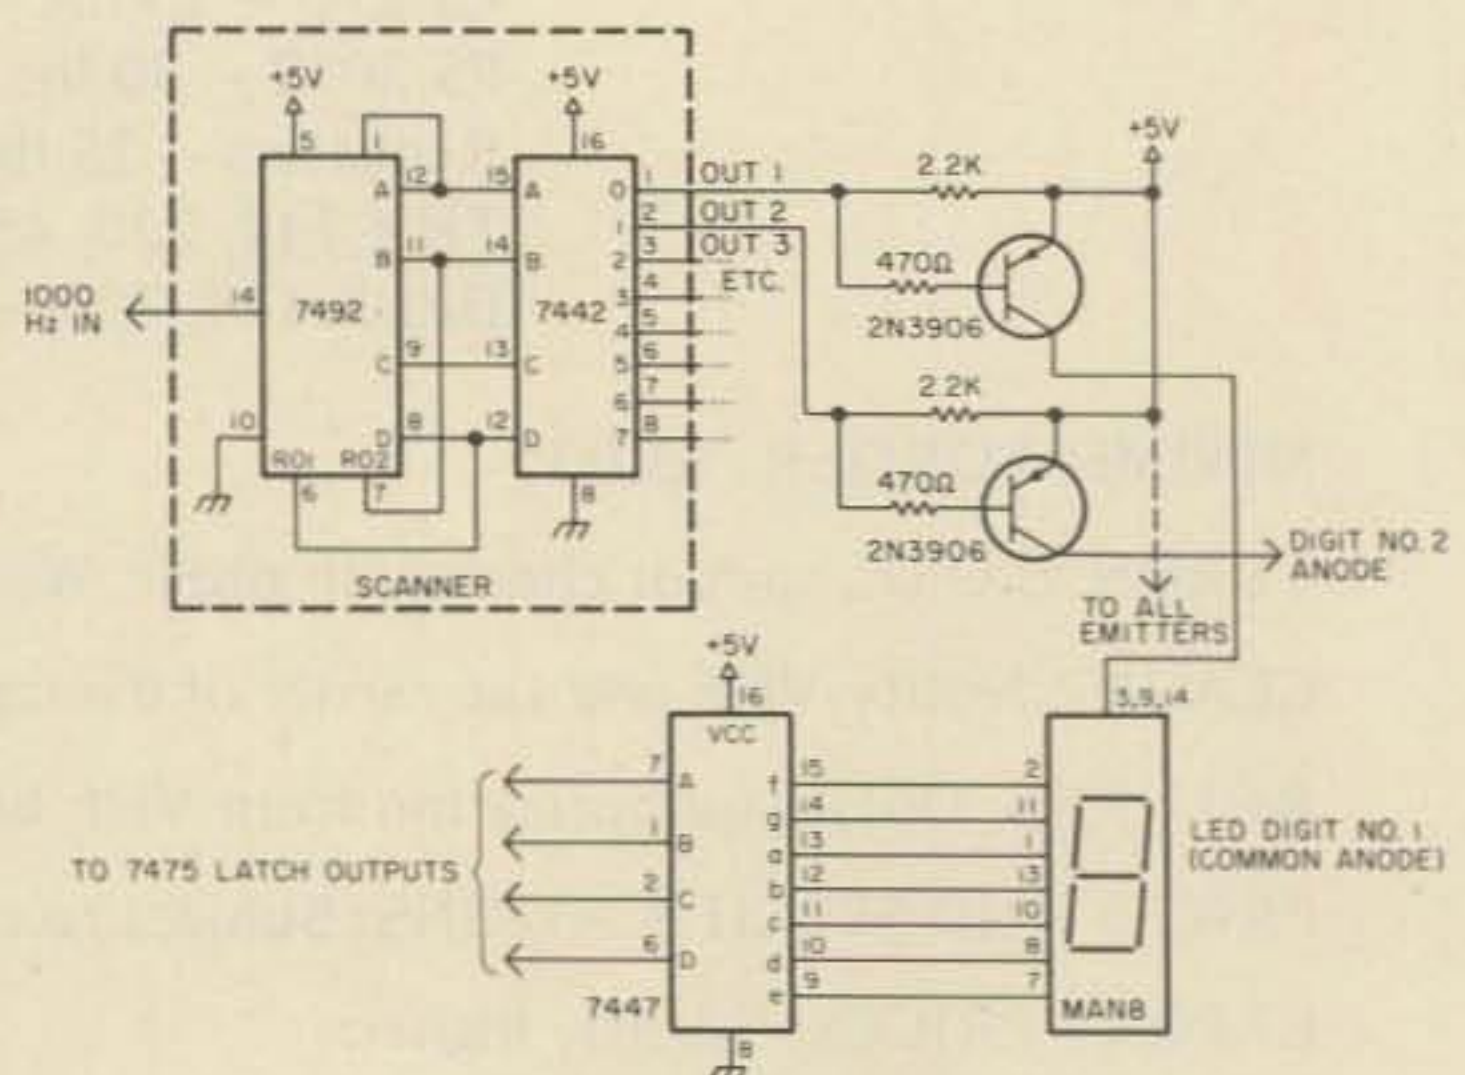 +5V
+5V
5
1
16
+5V
A 12
15 A
0 1
OUT 1
2.2K
1 2
OUT 2
B 11
14 B
2 3
OUT 3
470Ω
3 4
ETC.
1000
Hz IN
14
7492
7442
2N3906
4 5
C 9
13 C
5 6
6 7
2.2K
10
D 8
12 D
7 8
RO1 RO2
470Ω
6
7
8
2N3906
DIGIT NO. 2
ANODE
SCANNER
TO ALL
EMITTERS
+5V
16
3,9,14
VCC
7 A
f 15
2
g 14
11
1 B
a 13
1
LED DIGIT NO. 1
(COMMON ANODE)
TO 7475 LATCH OUTPUTS
b 12
13
2 C
c 11
10
6 D
d 10
8
e 9
7
7447
MAN8
8